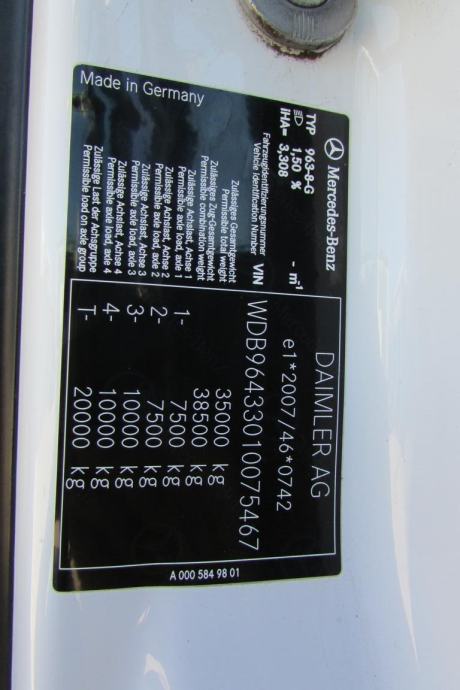 Mercedes-Benz
TYP 963-8-G
1,50 % - m⁻¹
iHA= 3,308
DAIMLER AG
e1*2007/46*0742
Fahrzeugidentifizierungsnummer
Vehicle Identification Number VIN WDB96433010075467
Zulässiges Gesamtgewicht
Permissible total weight 35000 kg
Zulässiges Zug-Gesamtgewicht
Permissible combination weight 38500 kg
Zulässige Achslast, Achse 1
Permissible axle load, axle 1 1- 7500 kg
Zulässige Achslast, Achse 2
Permissible axle load, axle 2 2- 7500 kg
Zulässige Achslast, Achse 3
Permissible axle load, axle 3 3- 10000 kg
Zulässige Achslast, Achse 4
Permissible axle load, axle 4 4- 10000 kg
Zulässige Last der Achsgruppe
Permissible load on axle group T- 20000 kg
Made in Germany
A 000 584 98 01